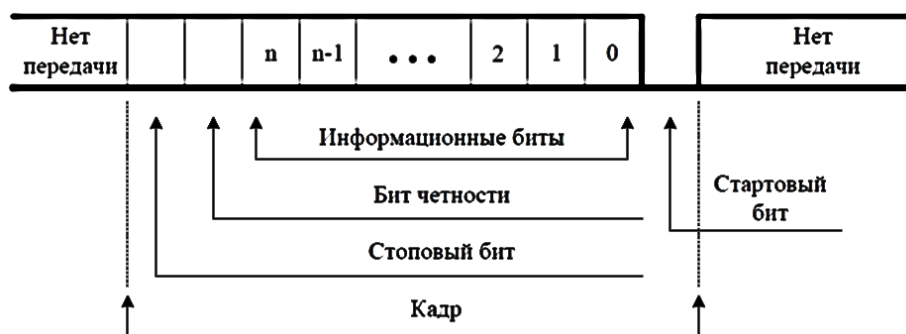 Нет
передачи
n
n-1
• • •
2
1
0
Нет
передачи
Информационные биты
Бит четности
Стартовый
бит
Стоповый бит
Кадр